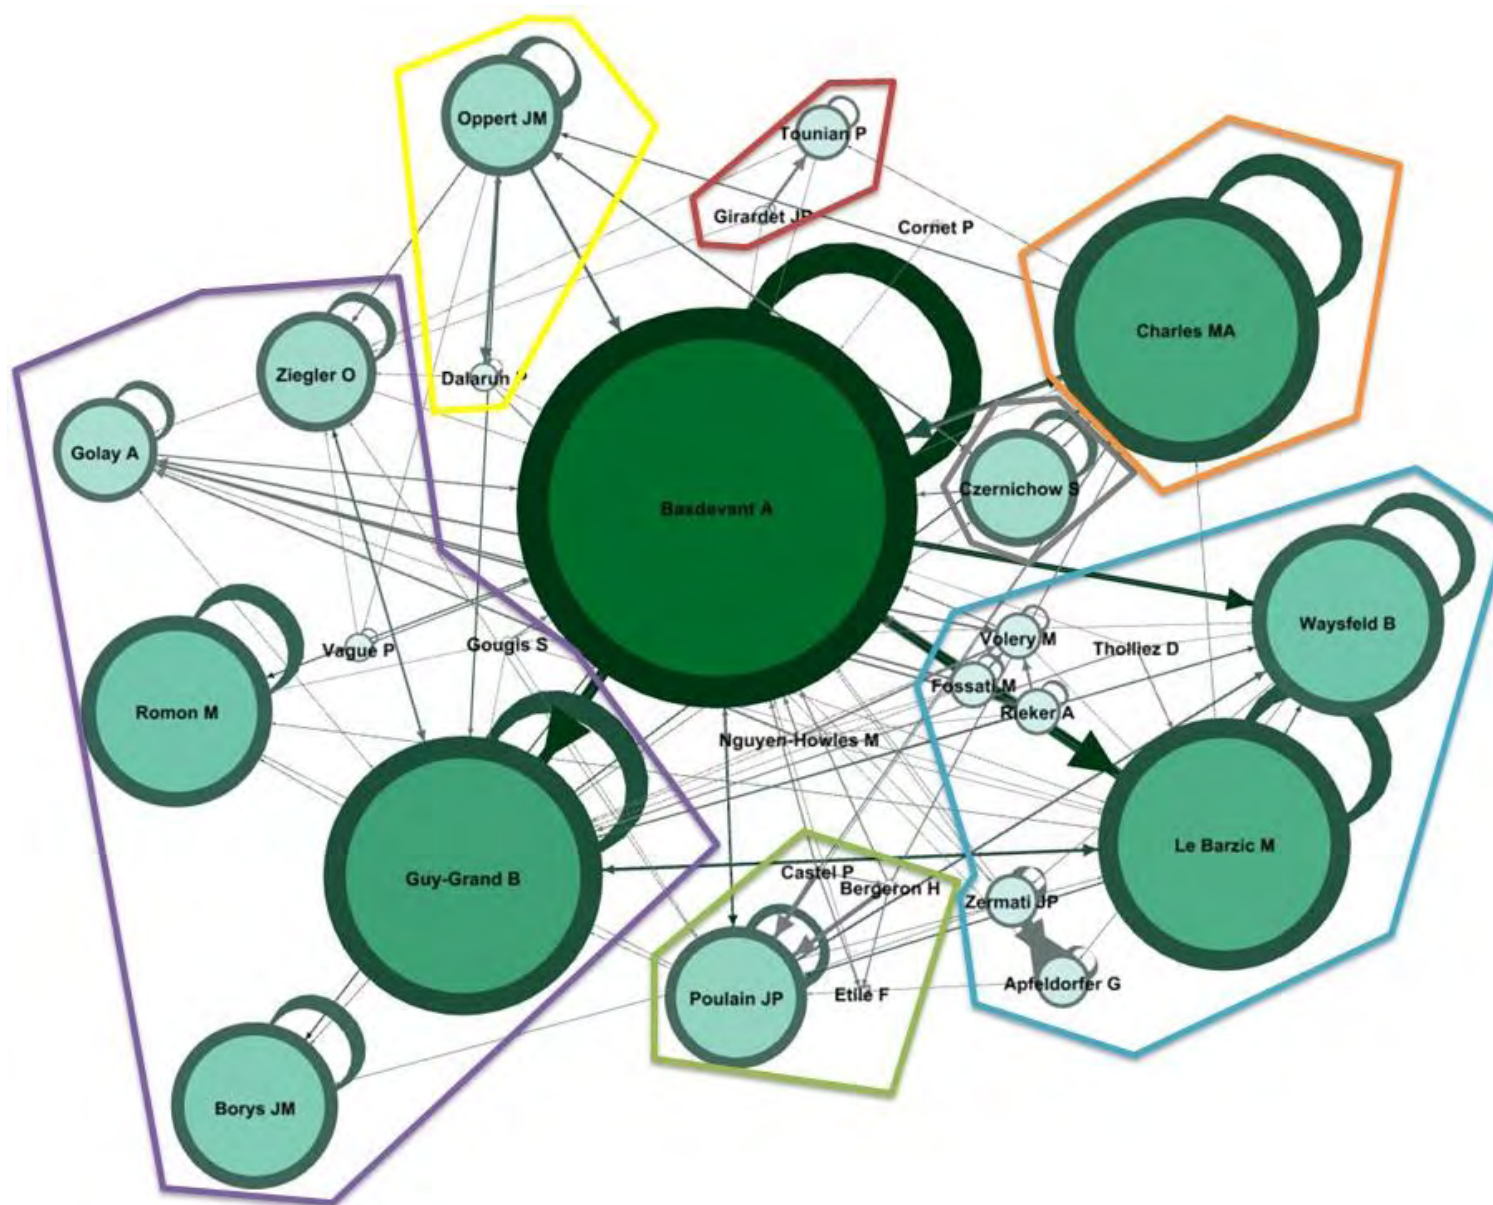 Oppert JM
Tounian P
Girardet JP
Cornet P
Charles MA
Ziegler O
Dalarun P
Golay A
Czernichow S
Basdevant A
Waysfeld B
Volery M
Tholliez D
Gougis S
Vague P
Fossati M
Rieker A
Romon M
Nguyen-Howles M
Le Barzic M
Guy-Grand B
Castel P
Bergeron H
Zermati JP
Apfeldorfer G
Etile F
Poulain JP
Borys JM